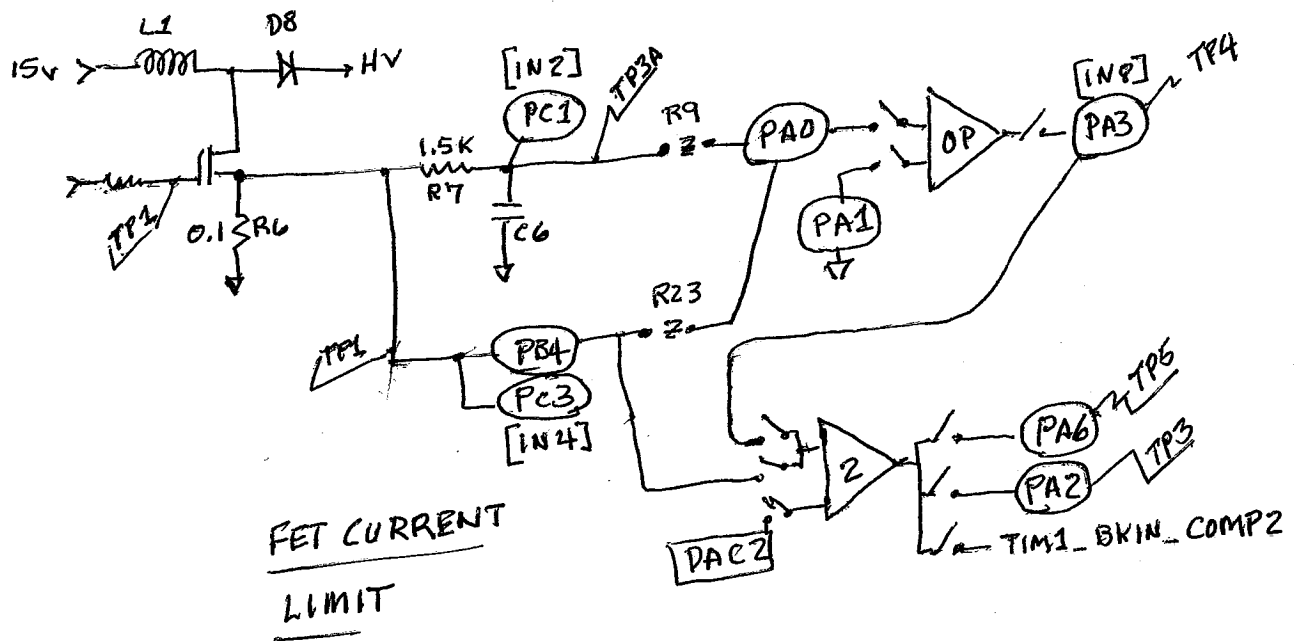 L1
D8
15v
HV
[IN2]
PC1
TP3A
R9
Z
PA0
OP
[IN8]
PA3
TP4
1.5K
R7
TP1
0.1
R6
C6
PA1
R23
Z
TP1
PB4
PC3
[IN4]
2
PA6
TP5
PA2
TP3
DAC2
TIM1_BKIN_COMP2
FET CURRENT
LIMIT